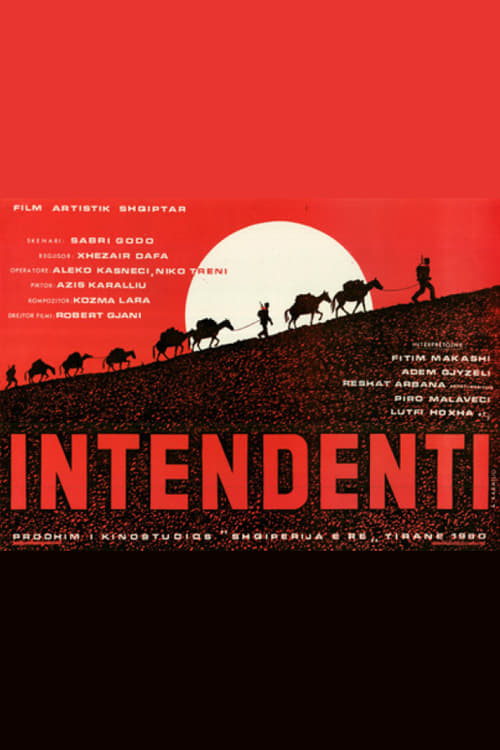 FILM ARTISTIK SHQIPTAR
SKENARI: SABRI GODO
REGJISOR: XHEZAIR DAFA
OPERATORE: ALEKO KASNECI, NIKO TRENI
PIKTOR: AZIS KARALLIU
KOMPOZITOR: KOZMA LARA
DREJTOR FILMI: ROBERT GJANI
INTERPRETOJNE:
FITIM MAKASHI
ADEM GJYZELI
RESHAT ARBANA
PIRO MALAVECI
LUTFI HOXHA
INTENDENTI
PRODHIM I KINOSTUDIOS "SHQIPERIJA E RE,, TIRANE 1980